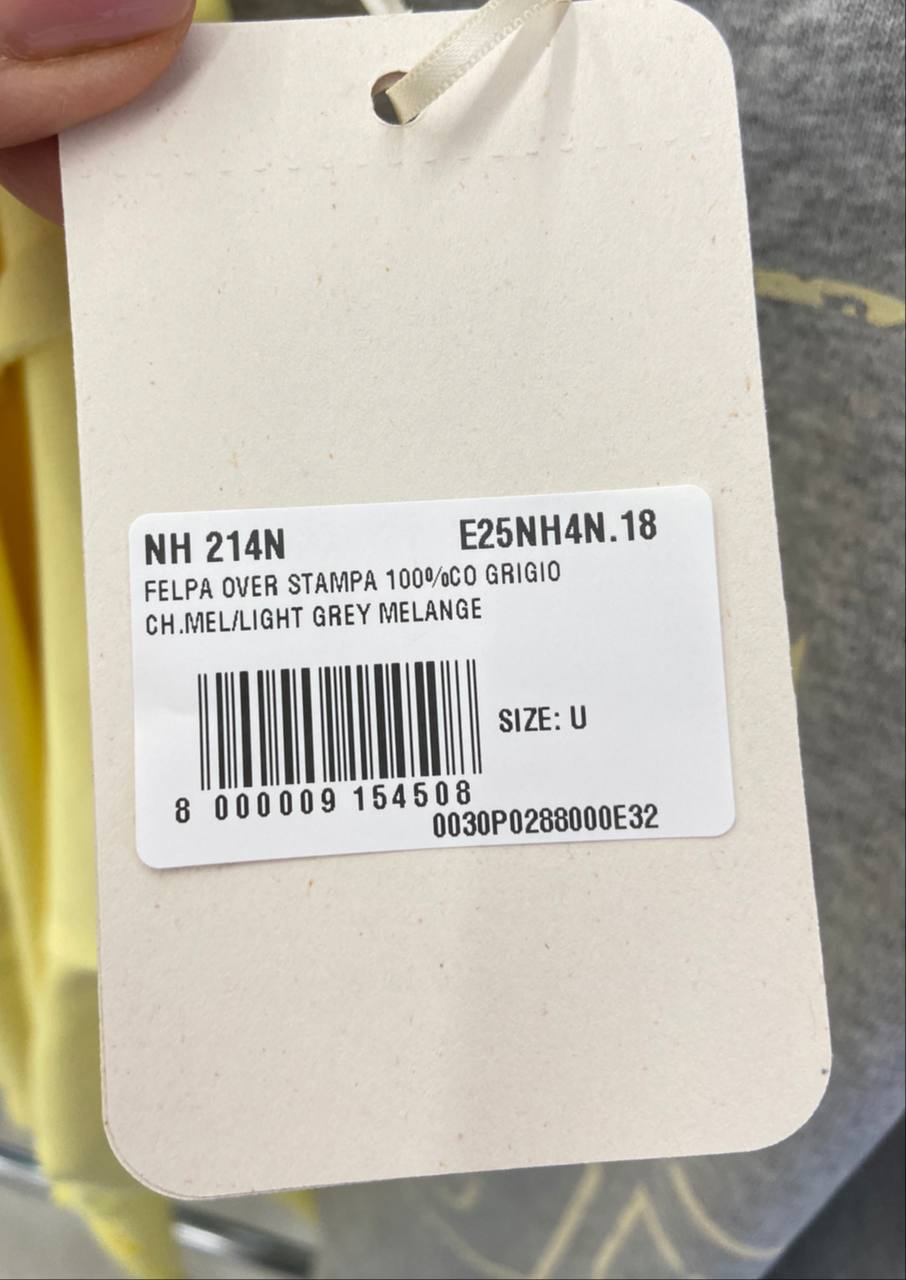 NH 214N E25NH4N.18
FELPA OVER STAMPA 100%CO GRIGIO
CH.MEL/LIGHT GREY MELANGE
SIZE: U
8 000009 154508
0030P0288000E32